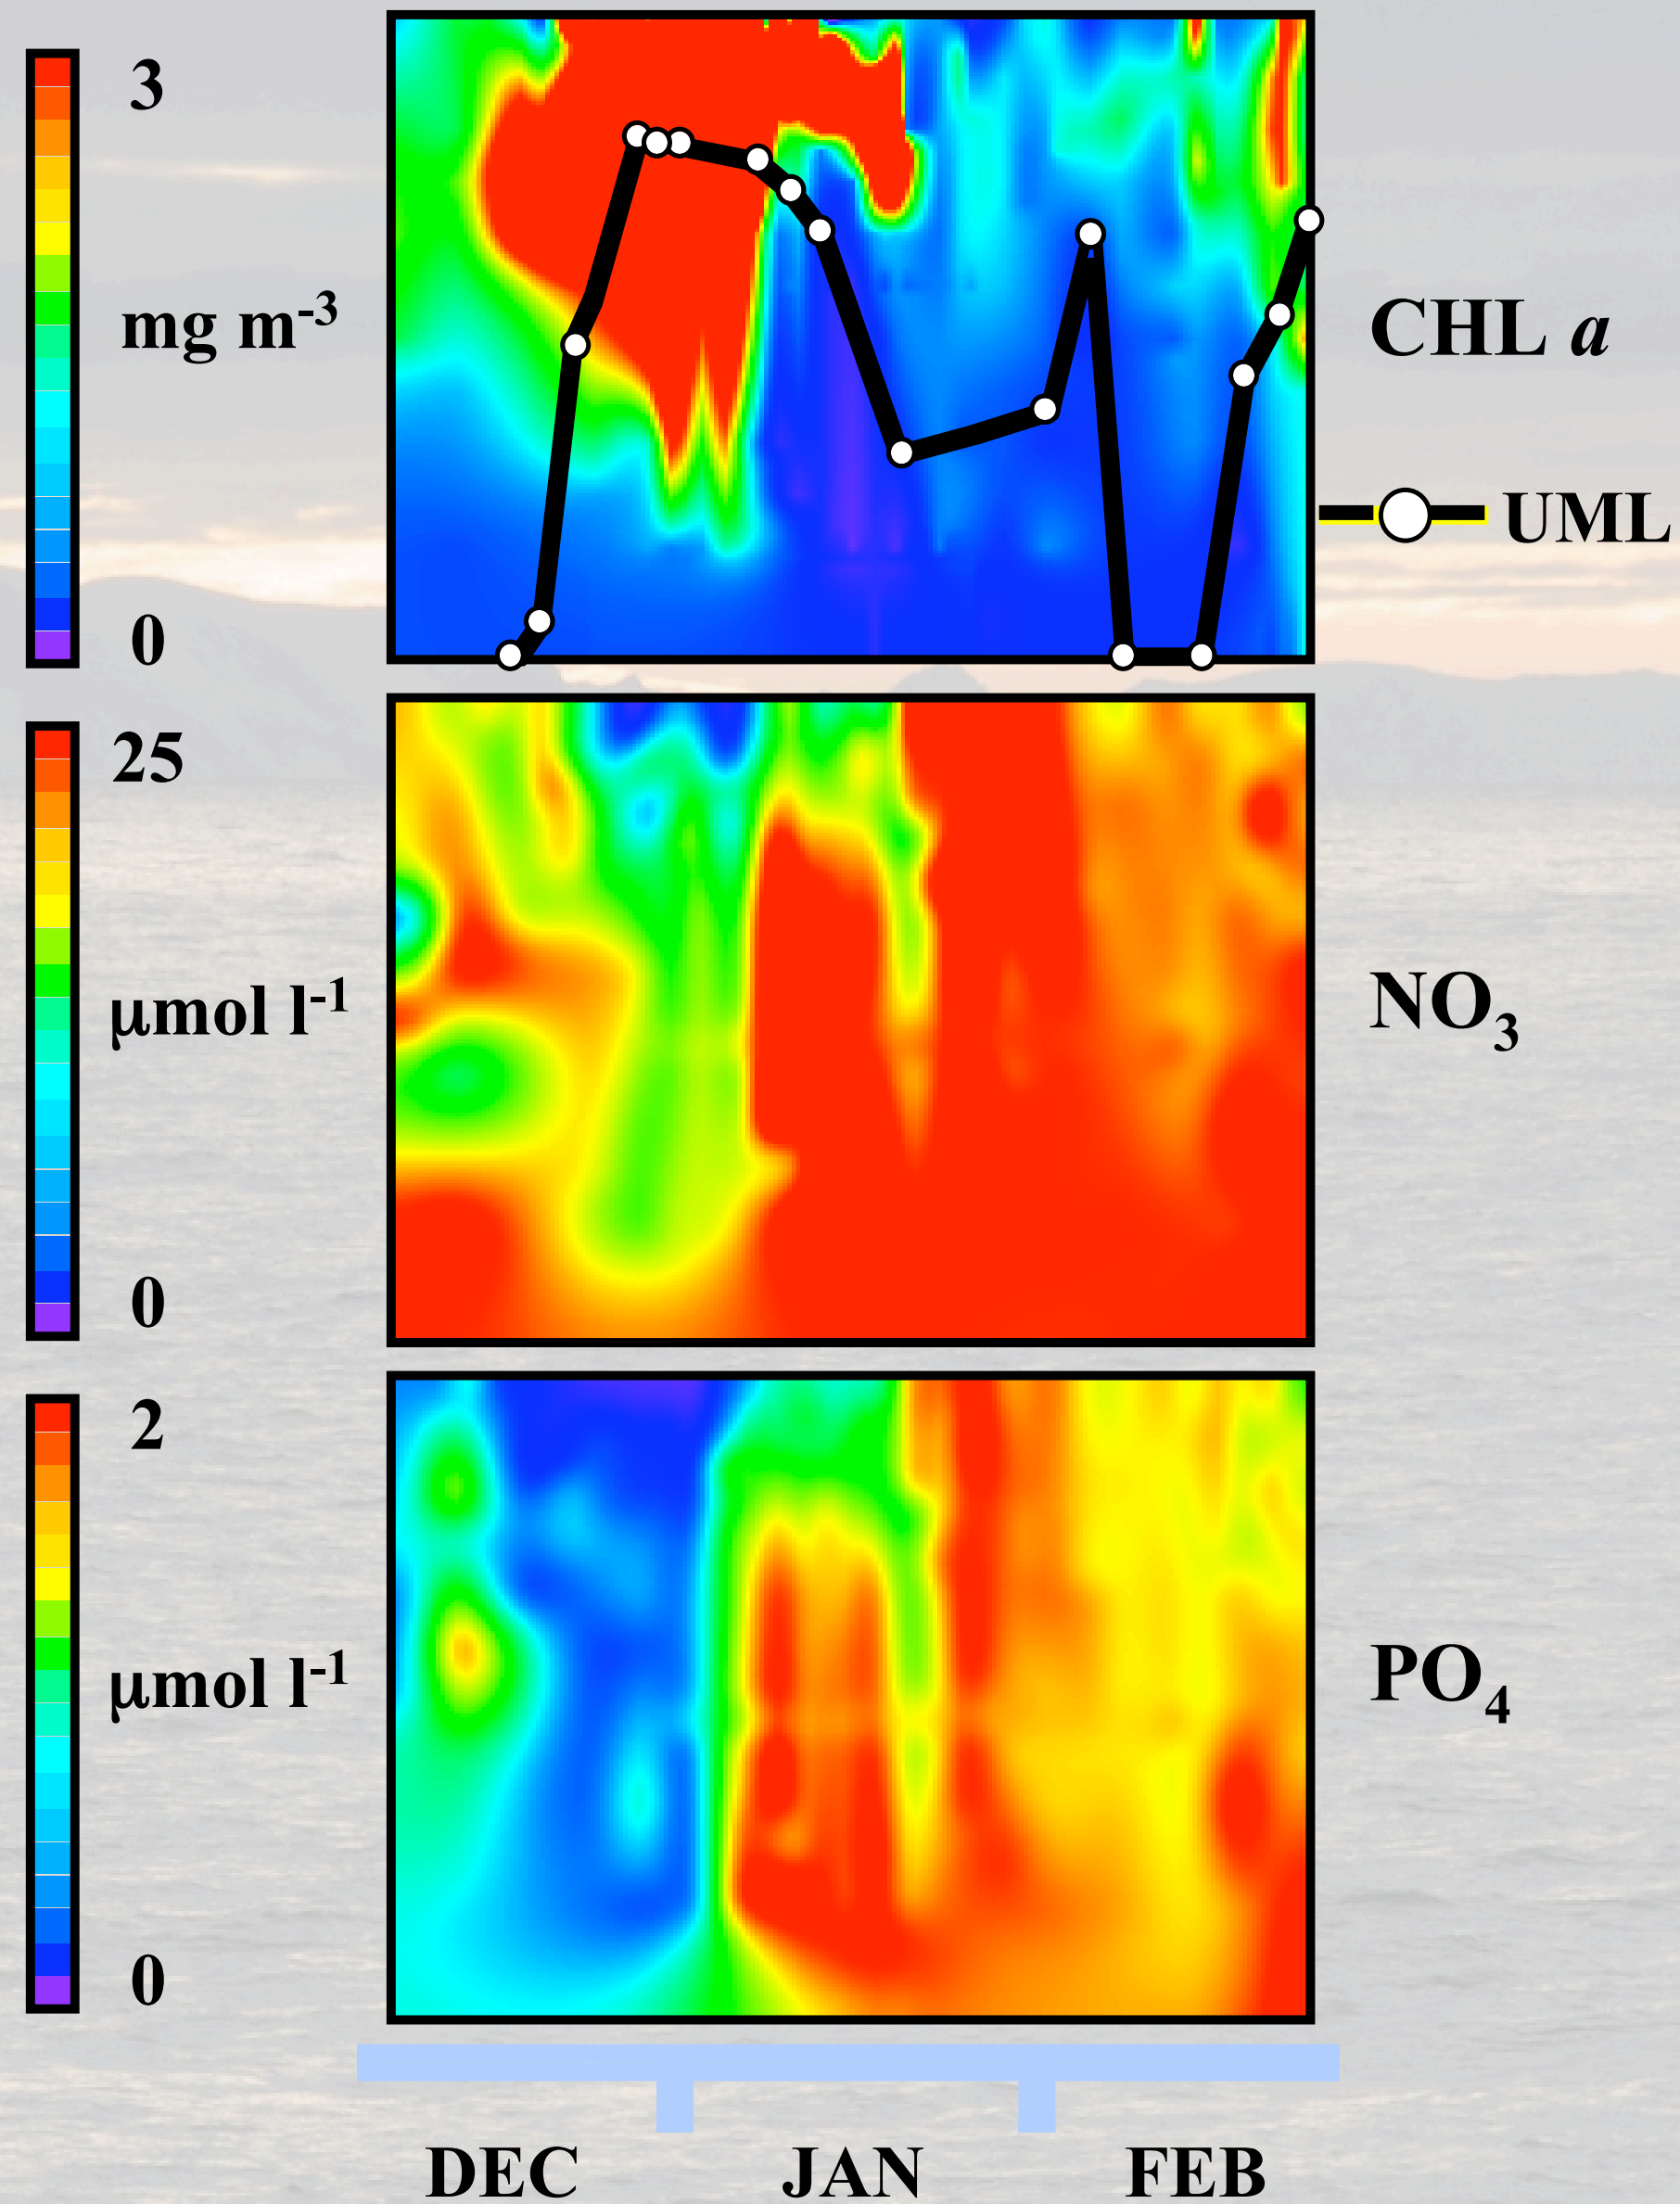 3
mg m-3
0
CHL a
UML
25
μmol l-1
0
NO3
2
μmol l-1
0
PO4
DEC JAN FEB